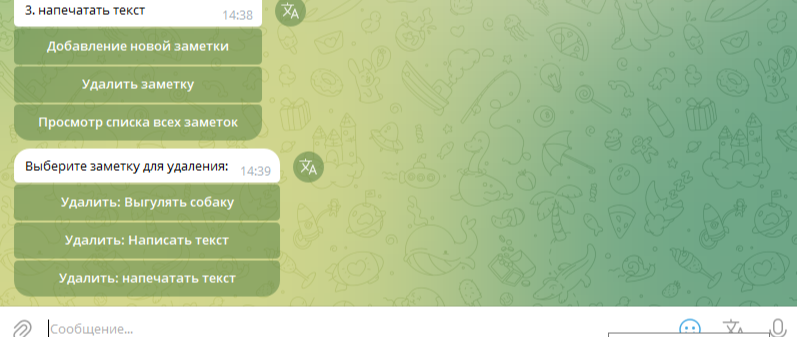 3. напечатать текст
14:38
Добавление новой заметки
Удалить заметку
Просмотр списка всех заметок
Выберите заметку для удаления:
14:39
Удалить: Выгулять собаку
Удалить: Написать текст
Удалить: напечатать текст
Сообщение...